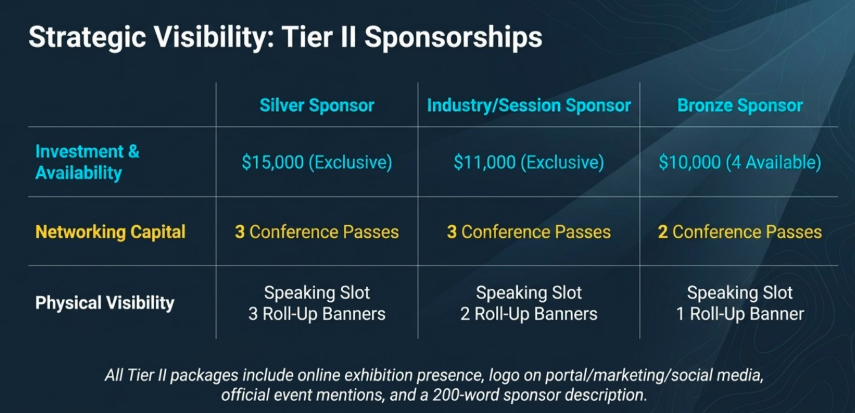 Strategic Visibility: Tier II Sponsorships
Silver Sponsor
Industry/Session Sponsor
Bronze Sponsor
Investment &
Availability
$15,000 (Exclusive)
$11,000 (Exclusive)
$10,000 (4 Available)
Networking Capital
3 Conference Passes
3 Conference Passes
2 Conference Passes
Physical Visibility
Speaking Slot
3 Roll-Up Banners
Speaking Slot
2 Roll-Up Banners
Speaking Slot
1 Roll-Up Banner
All Tier II packages include online exhibition presence, logo on portal/marketing/social media,
official event mentions, and a 200-word sponsor description.